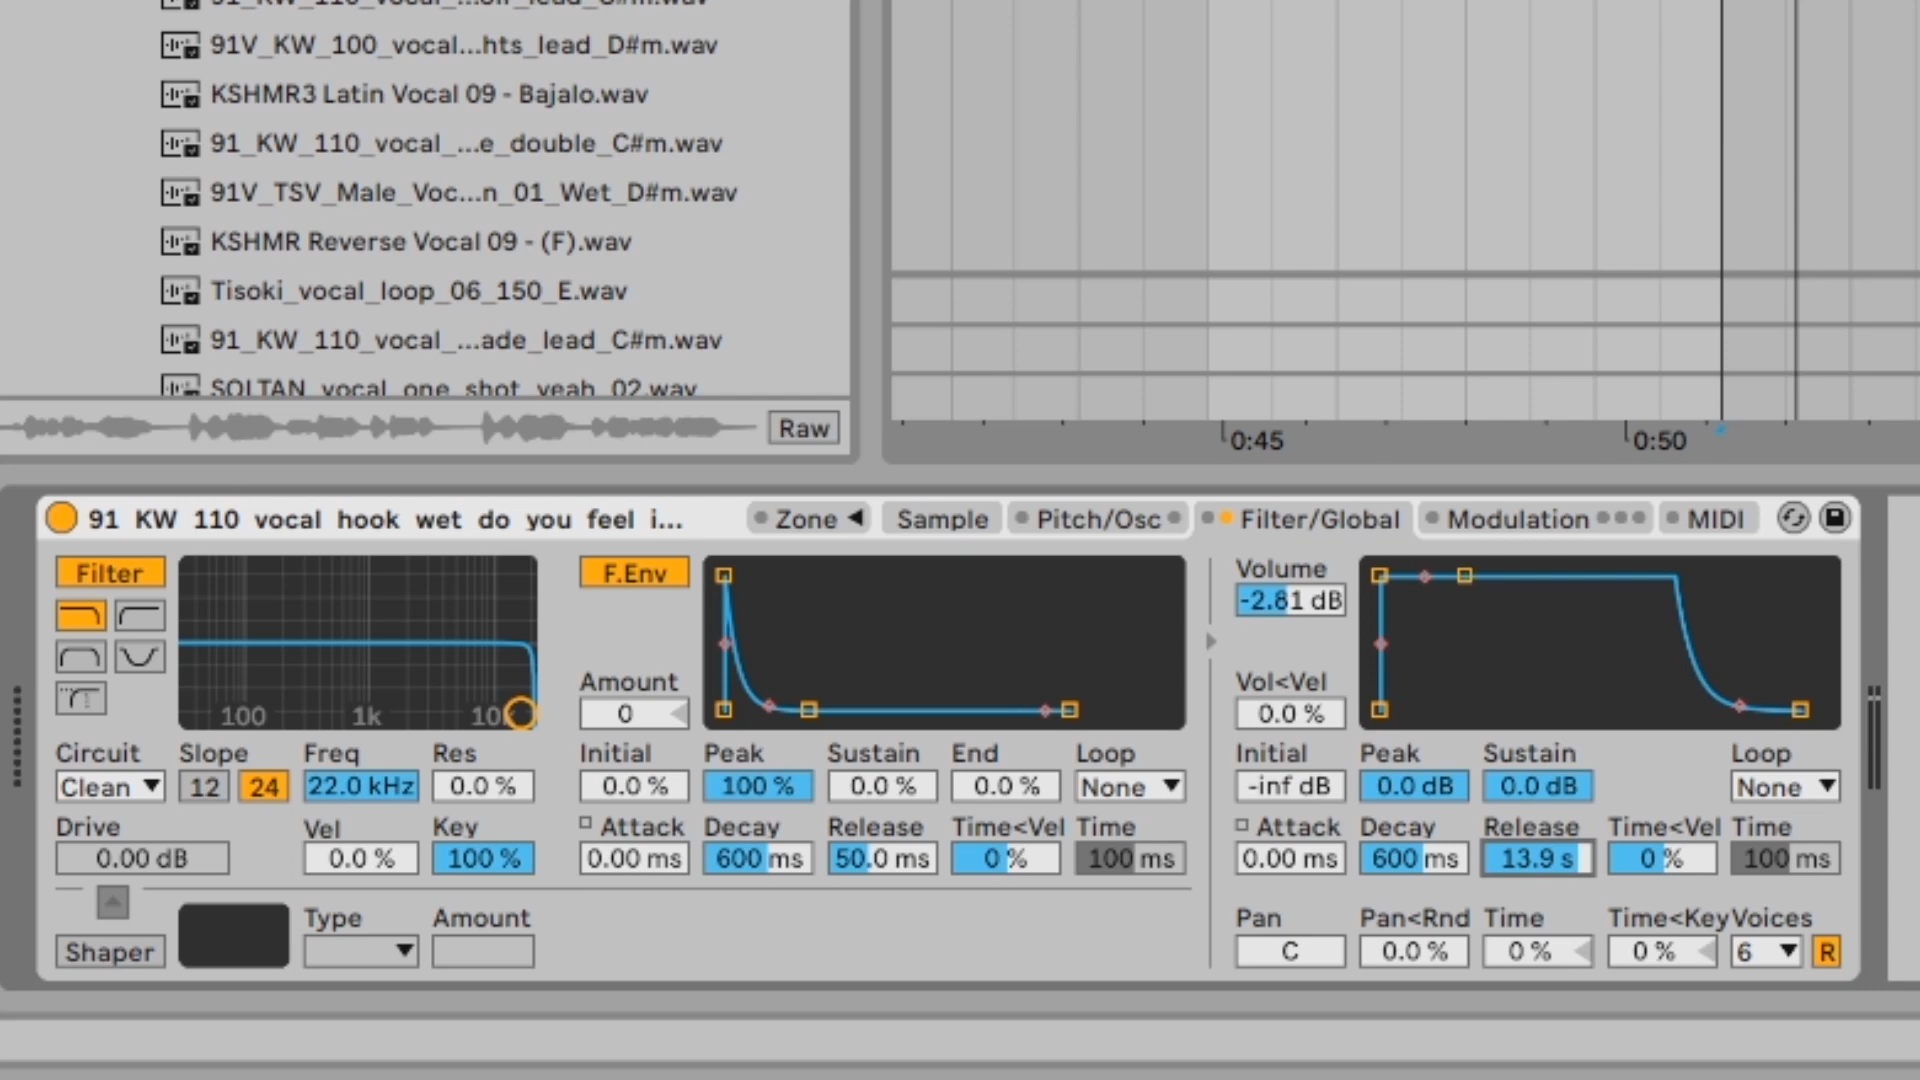 91V_KW_100_vocal...hts_lead_D#m.wav
KSHMR3 Latin Vocal 09 - Bajalo.wav
91_KW_110_vocal_...e_double_C#m.wav
91V_TSV_Male_Voc...n_01_Wet_D#m.wav
KSHMR Reverse Vocal 09 - (F).wav
Tisoki_vocal_loop_06_150_E.wav
91_KW_110_vocal_...ade_lead_C#m.wav
SOLTAN_vocal_one_shot_yeah_02.wav
Raw
0:45 0:50
91 KW 110 vocal hook wet do you feel i... Zone Sample Pitch/Osc Filter/Global Modulation MIDI
Filter F.Env Volume
-2.81 dB
Amount Vol<Vel
100 1k 10k 0 0.0 %
Circuit Slope Freq Res Initial Peak Sustain End Loop Initial Peak Sustain Loop
Clean 12 24 22.0 kHz 0.0 % 0.0 % 100 % 0.0 % 0.0 % None -inf dB 0.0 dB 0.0 dB None
Drive Vel Key Attack Decay Release Time<Vel Time Attack Decay Release Time<Vel Time
0.00 dB 0.0 % 100 % 0.00 ms 600 ms 50.0 ms 0 % 100 ms 0.00 ms 600 ms 13.9 s 0 % 100 ms
Type Amount Pan Pan<Rnd Time Time<Key Voices
Shaper C 0.0 % 0 % 0 % 6 R